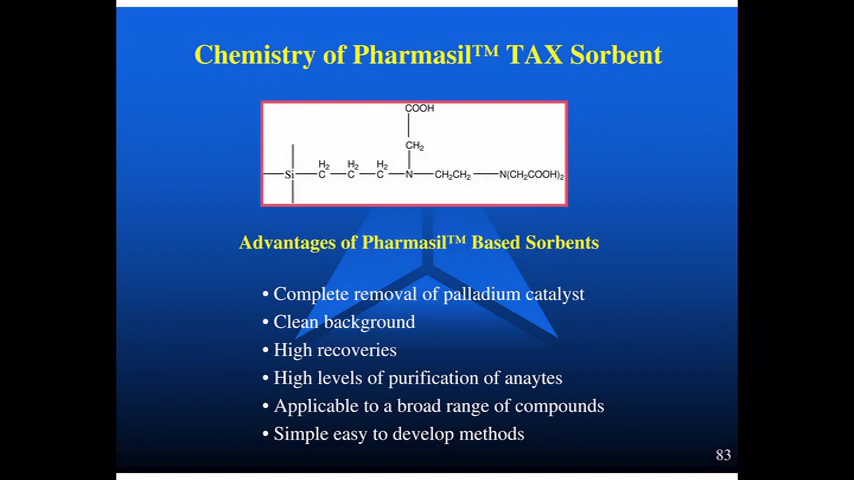 Chemistry of Pharmasil™ TAX Sorbent
COOH
CH₂
H₂ H₂ H₂
Si C C C N CH₂CH₂ N(CH₂COOH)₂
Advantages of Pharmasil™ Based Sorbents
• Complete removal of palladium catalyst
• Clean background
• High recoveries
• High levels of purification of anaytes
• Applicable to a broad range of compounds
• Simple easy to develop methods
83